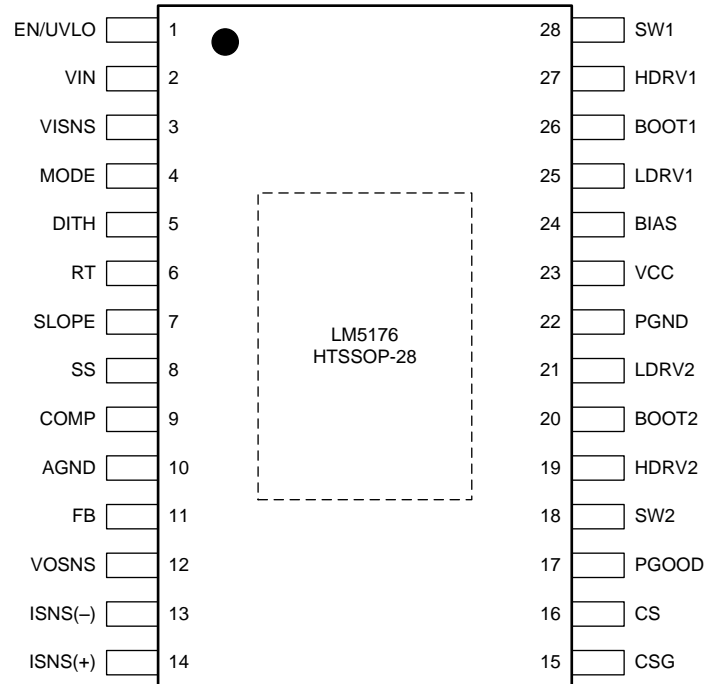 EN/UVLO 1 28 SW1
VIN 2 27 HDRV1
VISNS 3 26 BOOT1
MODE 4 25 LDRV1
DITH 5 24 BIAS
RT 6 23 VCC
SLOPE 7 22 PGND
LM5176
HTSSOP-28
SS 8 21 LDRV2
COMP 9 20 BOOT2
AGND 10 19 HDRV2
FB 11 18 SW2
VOSNS 12 17 PGOOD
ISNS(–) 13 16 CS
ISNS(+) 14 15 CSG